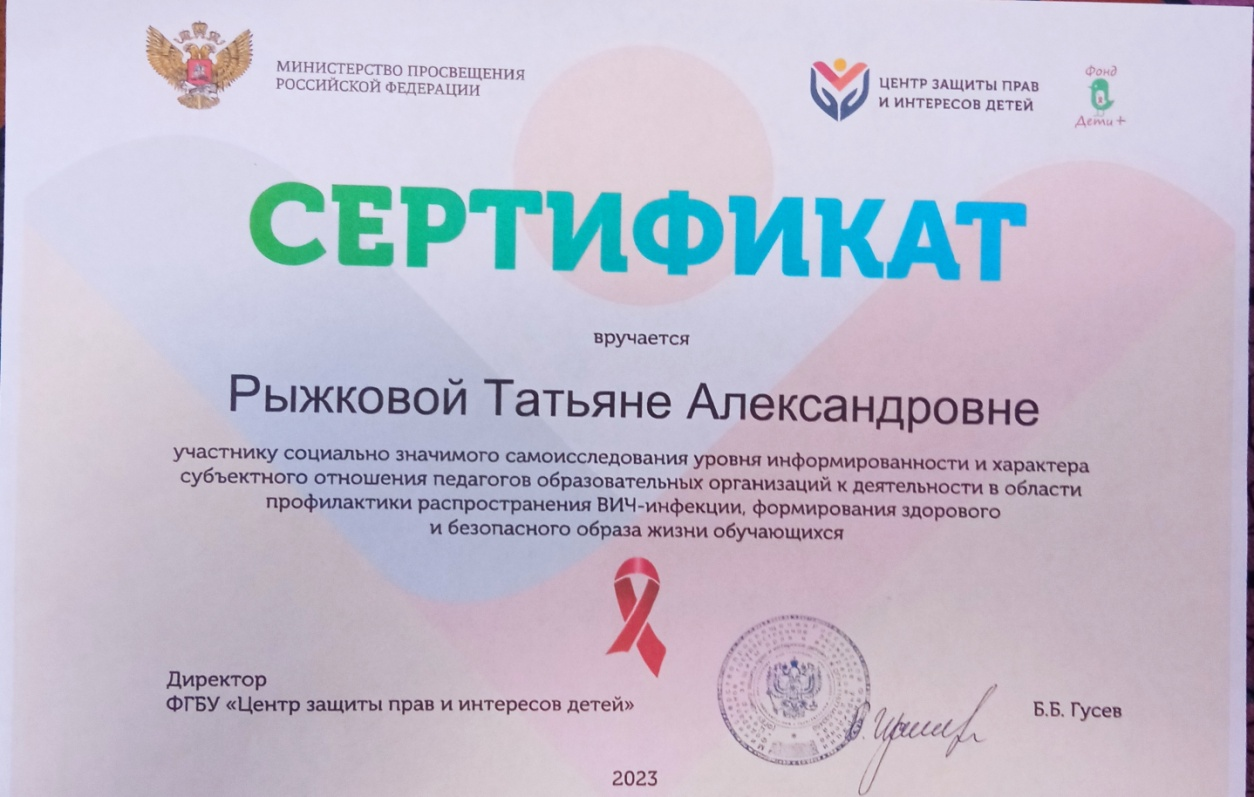 МИНИСТЕРСТВО ПРОСВЕЩЕНИЯ
РОССИЙСКОЙ ФЕДЕРАЦИИ
ЦЕНТР ЗАЩИТЫ ПРАВ
И ИНТЕРЕСОВ ДЕТЕЙ
Фонд
Дети+
СЕРТИФИКАТ
вручается
Рыжковой Татьяне Александровне
участнику социально значимого самоисследования уровня информированности и характера
субъектного отношения педагогов образовательных организаций к деятельности в области
профилактики распространения ВИЧ-инфекции, формирования здорового
и безопасного образа жизни обучающихся
Директор
ФГБУ «Центр защиты прав и интересов детей»
Б.Б. Гусев
2023